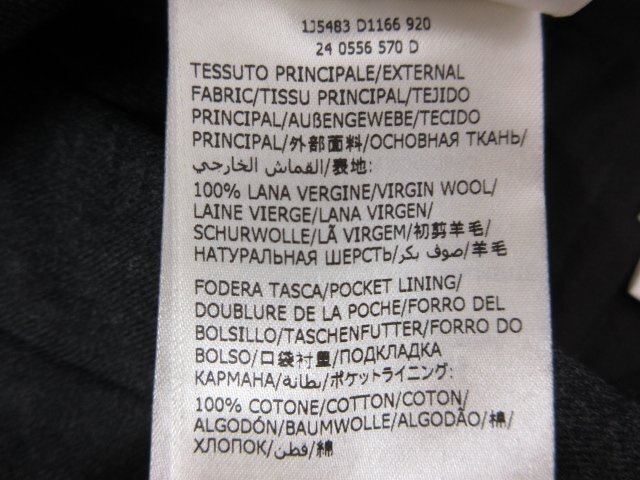 1J5483 D1166 920
24 0556 570 D
TESSUTO PRINCIPALE/EXTERNAL
FABRIC/TISSU PRINCIPAL/TEJIDO
PRINCIPAL/AUßENGEWEBE/TECIDO
PRINCIPAL/外部面料/ОСНОВНАЯ ТКАНЬ/
القماش الخارجي/表地:
100% LANA VERGINE/VIRGIN WOOL/
LAINE VIERGE/LANA VIRGEN/
SCHURWOLLE/LÃ VIRGEM/初剪羊毛/
НАТУРАЛЬНАЯ ШЕРСТЬ/صوف بكر/羊毛
FODERA TASCA/POCKET LINING/
DOUBLURE DE LA POCHE/FORRO DEL
BOLSILLO/TASCHENFUTTER/FORRO DO
BOLSO/口袋衬里/ПОДКЛАДКА
КАРМАНА/بطانة/ポケットライニング:
100% COTONE/COTTON/COTON/
ALGODÓN/BAUMWOLLE/ALGODÃO/棉/
ХЛОПОК/قطن/綿